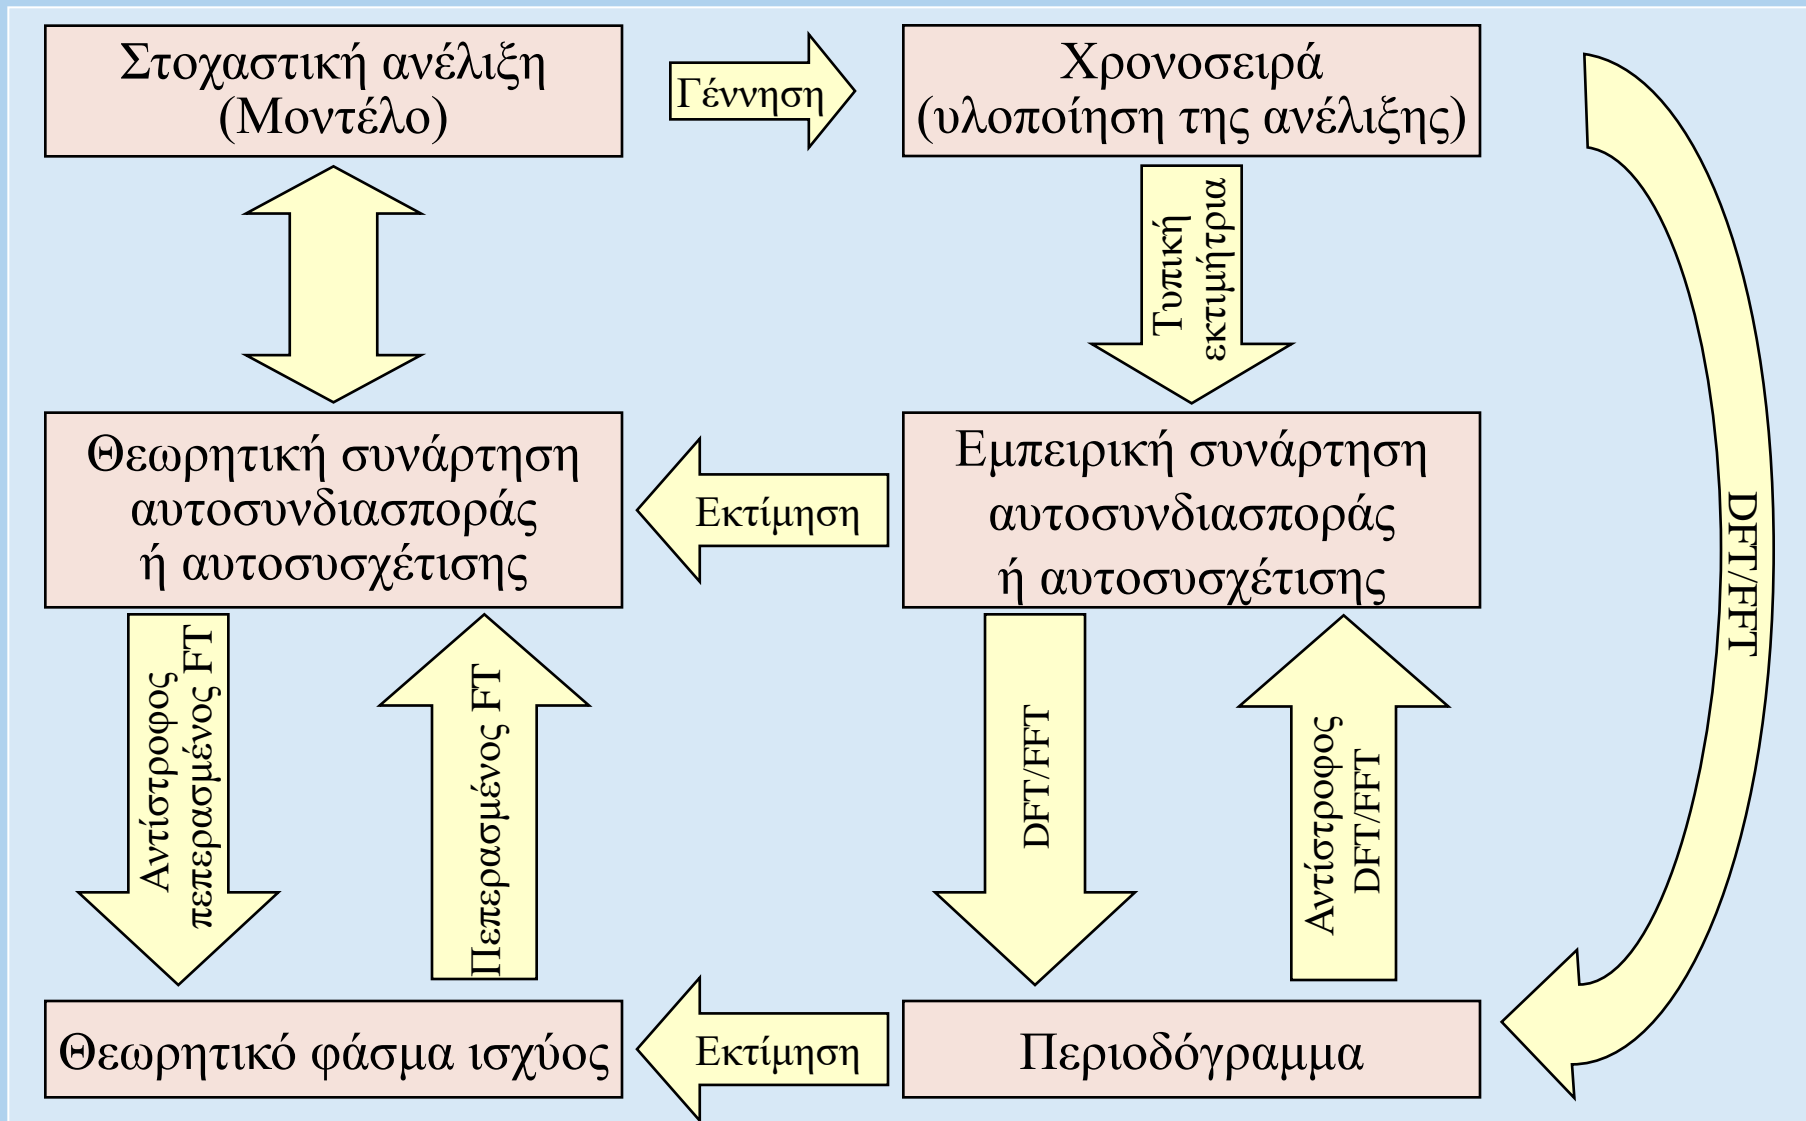 Στοχαστική ανέλιξη
(Μοντέλο)
Γέννηση
Χρονοσειρά
(υλοποίηση της ανέλιξης)
Τυπική
εκτιμήτρια
DFT/FFT
Θεωρητική συνάρτηση
αυτοσυνδιασποράς
ή αυτοσυσχέτισης
Εκτίμηση
Εμπειρική συνάρτηση
αυτοσυνδιασποράς
ή αυτοσυσχέτισης
Αντίστροφος
πεπερασμένος FT
Πεπερασμένος FT
DFT/FFT
Αντίστροφος
DFT/FFT
Θεωρητικό φάσμα ισχύος
Εκτίμηση
Περιοδόγραμμα